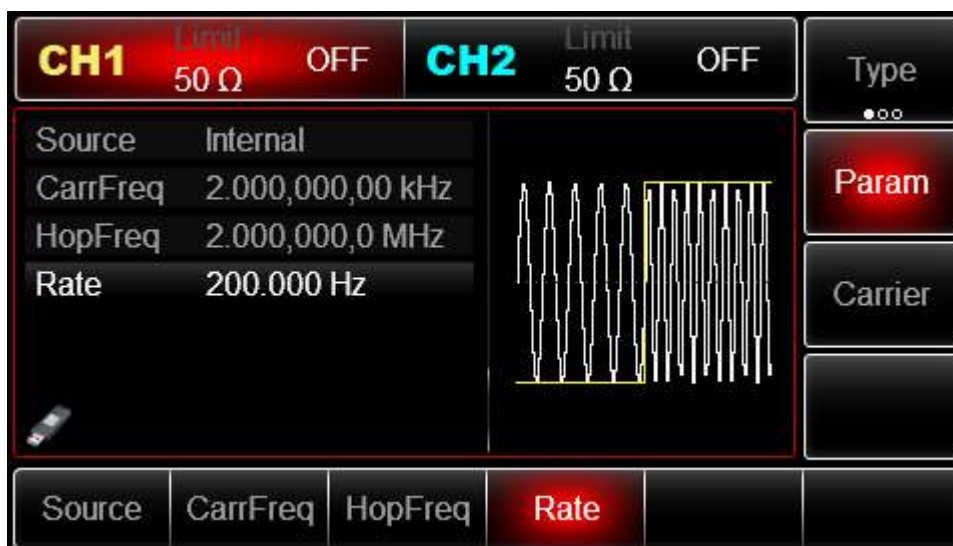 CH1 Limit 50 Ω OFF CH2 Limit 50 Ω OFF
Type
Source Internal
CarrFreq 2.000,000,00 kHz
HopFreq 2.000,000,0 MHz
Rate 200.000 Hz
Param
Carrier
Source CarrFreq HopFreq Rate